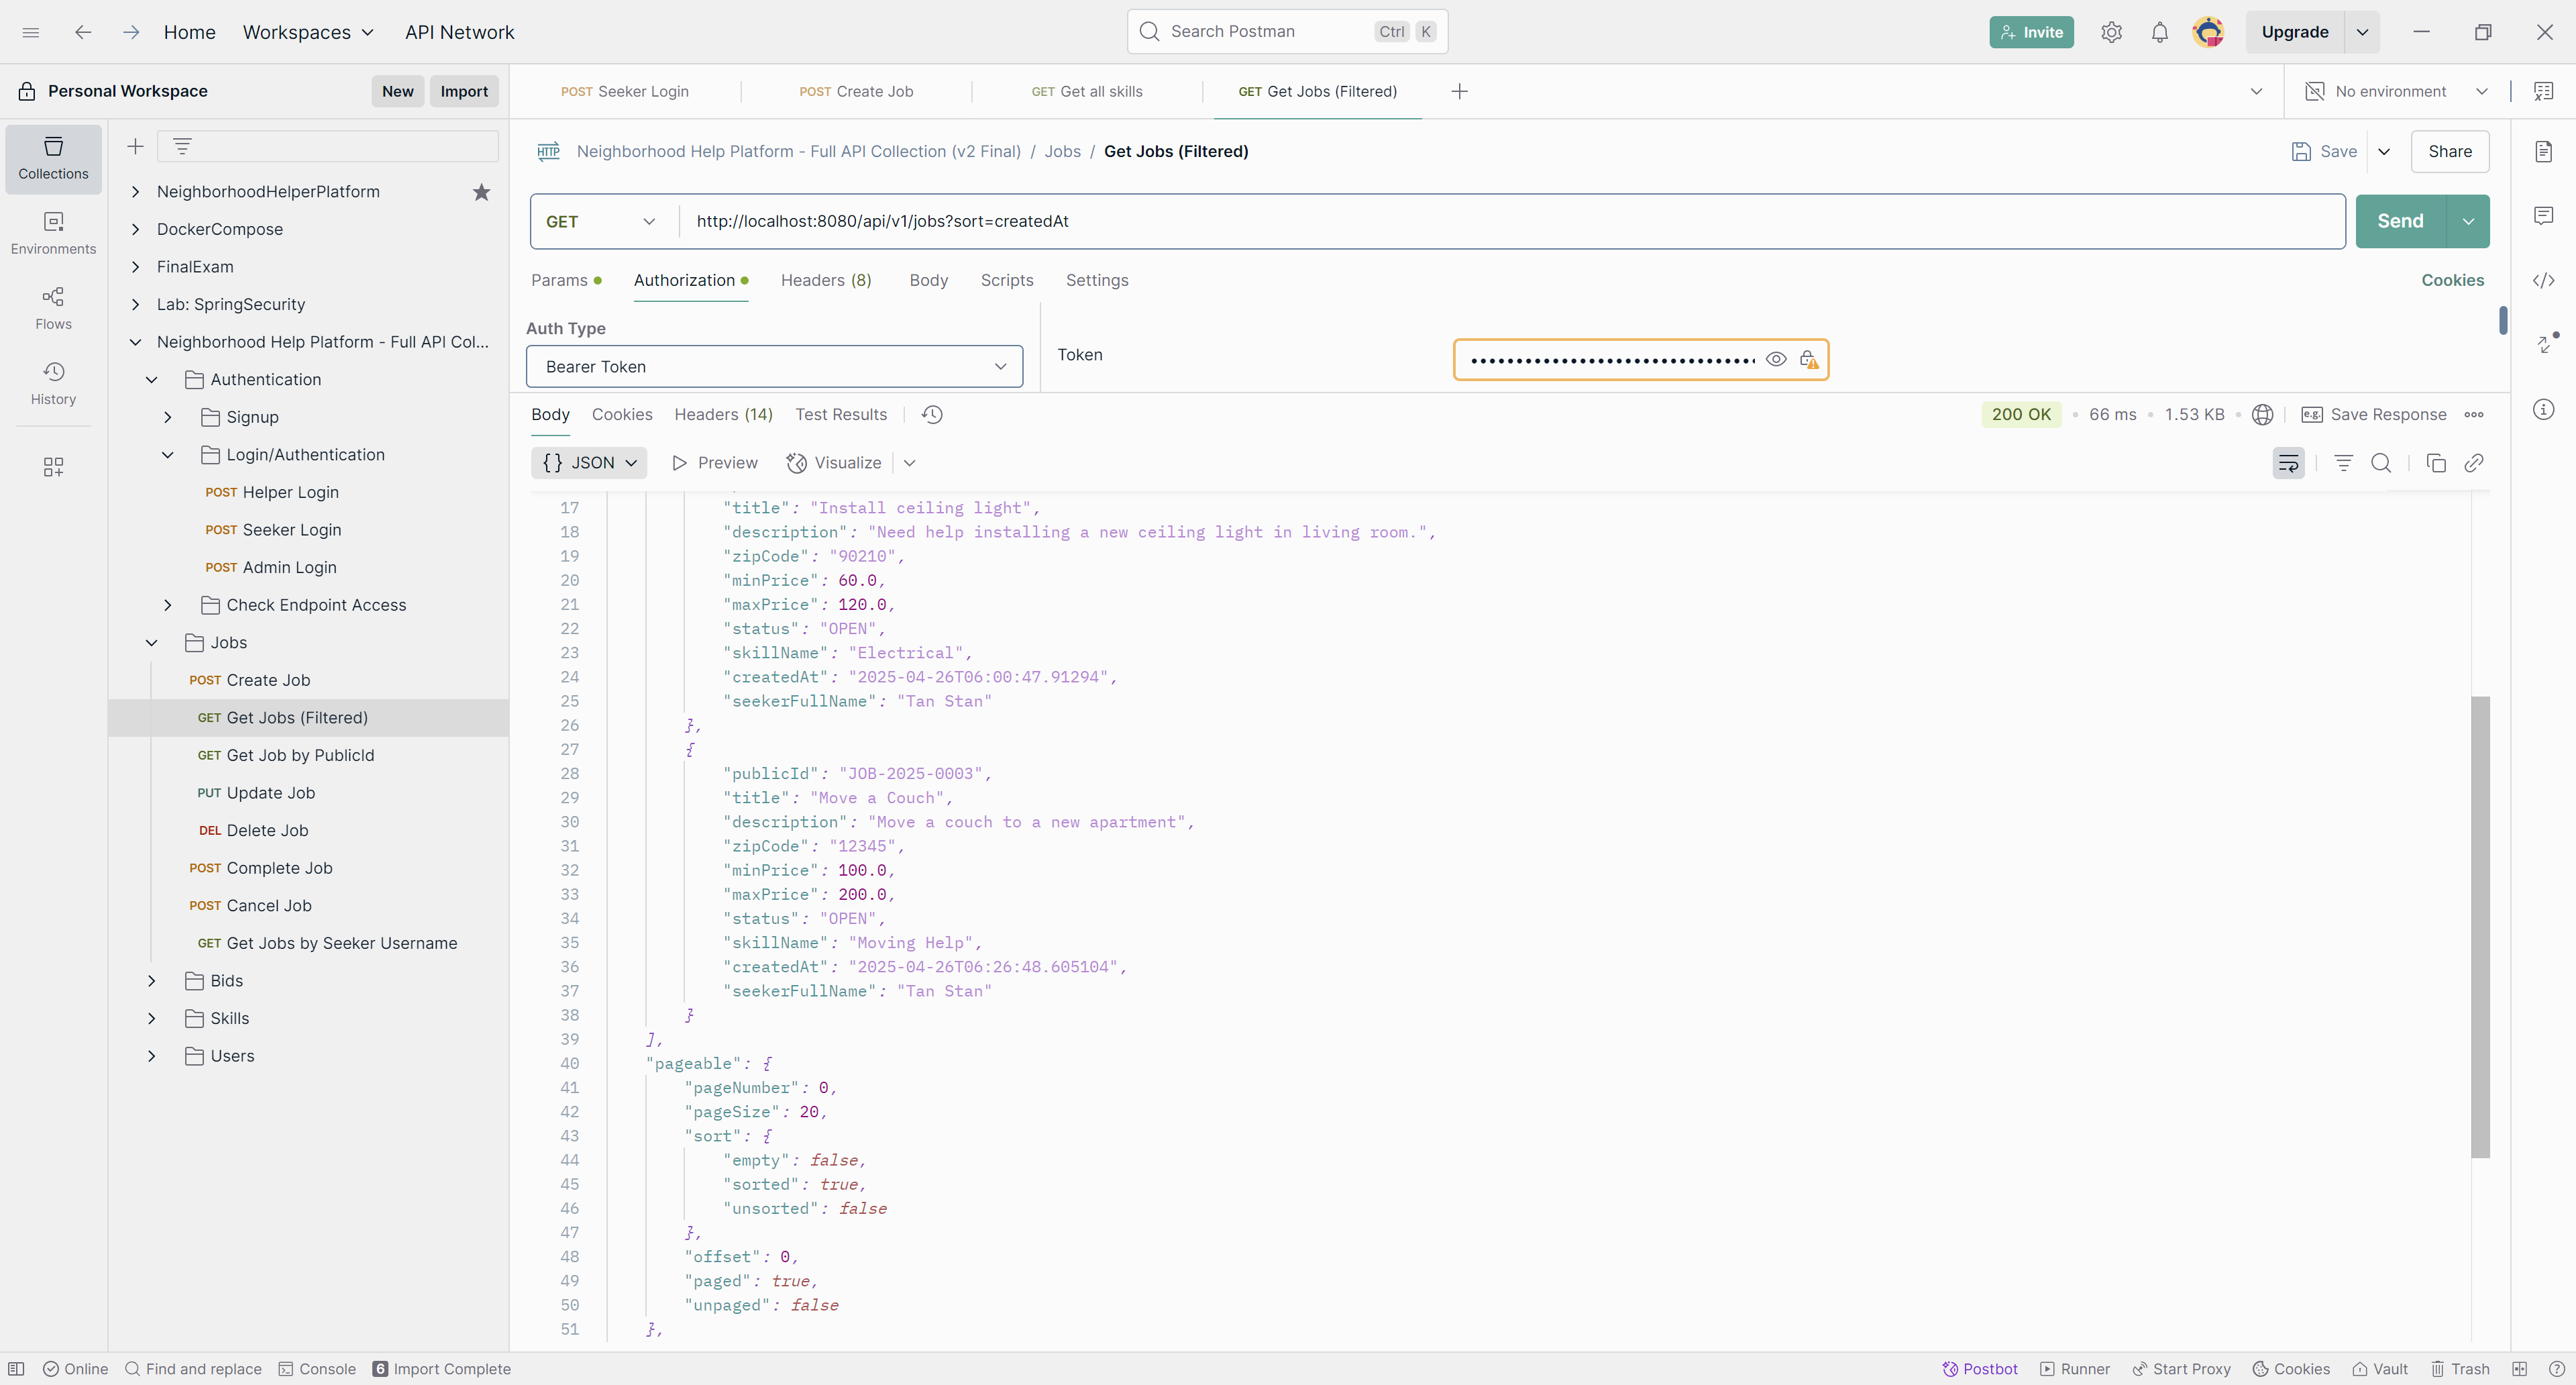 Home
Workspaces
API Network
Search Postman
Ctrl K
Invite
Upgrade
Personal Workspace
New
Import
POST Seeker Login
POST Create Job
GET Get all skills
GET Get Jobs (Filtered)
No environment
Collections
Environments
Flows
History
NeighborhoodHelperPlatform
DockerCompose
FinalExam
Lab: SpringSecurity
Neighborhood Help Platform - Full API Col...
Authentication
Signup
Login/Authentication
POST Helper Login
POST Seeker Login
POST Admin Login
Check Endpoint Access
Jobs
POST Create Job
GET Get Jobs (Filtered)
GET Get Job by PublicId
PUT Update Job
DEL Delete Job
POST Complete Job
POST Cancel Job
GET Get Jobs by Seeker Username
Bids
Skills
Users
HTTP Neighborhood Help Platform - Full API Collection (v2 Final) / Jobs / Get Jobs (Filtered)
Save
Share
GET http://localhost:8080/api/v1/jobs?sort=createdAt
Send
Params
Authorization
Headers (8)
Body
Scripts
Settings
Cookies
Auth Type
Bearer Token
Token
Body
Cookies
Headers (14)
Test Results
200 OK • 66 ms • 1.53 KB
e.g. Save Response
{} JSON
Preview
Visualize
17 "title": "Install ceiling light",
18 "description": "Need help installing a new ceiling light in living room.",
19 "zipCode": "90210",
20 "minPrice": 60.0,
21 "maxPrice": 120.0,
22 "status": "OPEN",
23 "skillName": "Electrical",
24 "createdAt": "2025-04-26T06:00:47.91294",
25 "seekerFullName": "Tan Stan"
26 },
27 {
28 "publicId": "JOB-2025-0003",
29 "title": "Move a Couch",
30 "description": "Move a couch to a new apartment",
31 "zipCode": "12345",
32 "minPrice": 100.0,
33 "maxPrice": 200.0,
34 "status": "OPEN",
35 "skillName": "Moving Help",
36 "createdAt": "2025-04-26T06:26:48.605104",
37 "seekerFullName": "Tan Stan"
38 }
39 ],
40 "pageable": {
41 "pageNumber": 0,
42 "pageSize": 20,
43 "sort": {
44 "empty": false,
45 "sorted": true,
46 "unsorted": false
47 },
48 "offset": 0,
49 "paged": true,
50 "unpaged": false
51 },
Online
Find and replace
Console
6 Import Complete
Postbot
Runner
Start Proxy
Cookies
Vault
Trash